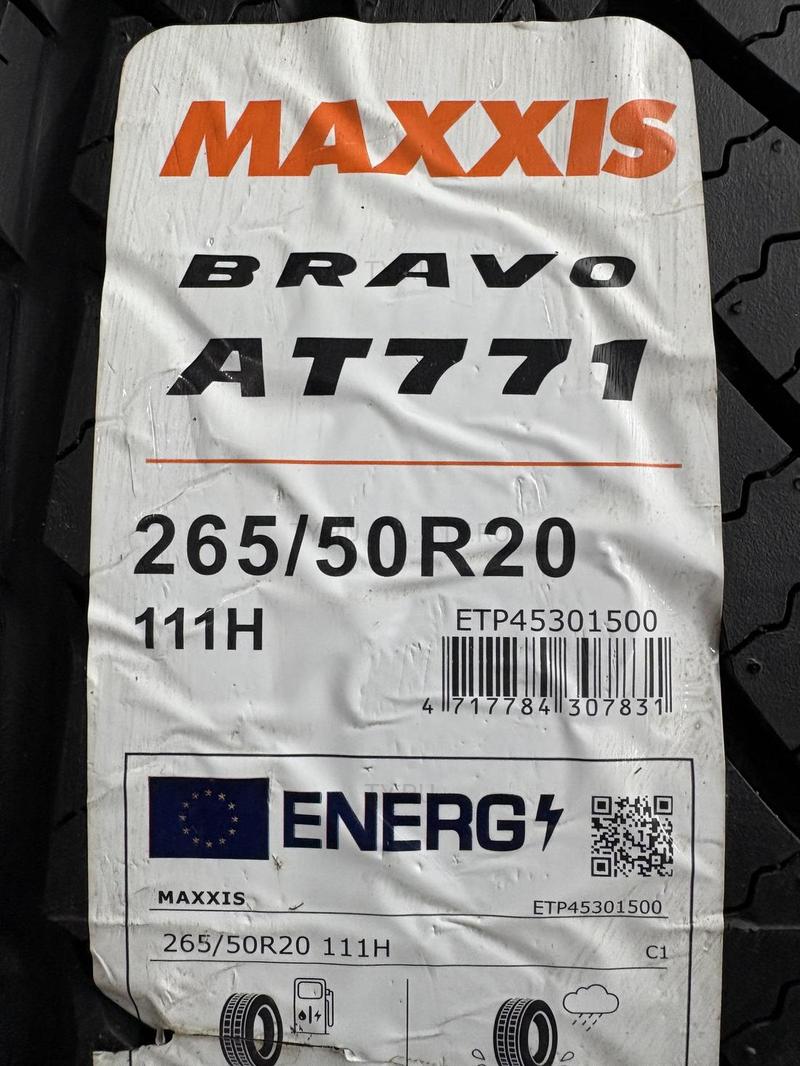 MAXXIS
BRAVO
AT771
265/50R20
111H
ETP45301500
4 717784 307831
ENERG
MAXXIS
ETP45301500
265/50R20 111H
C1